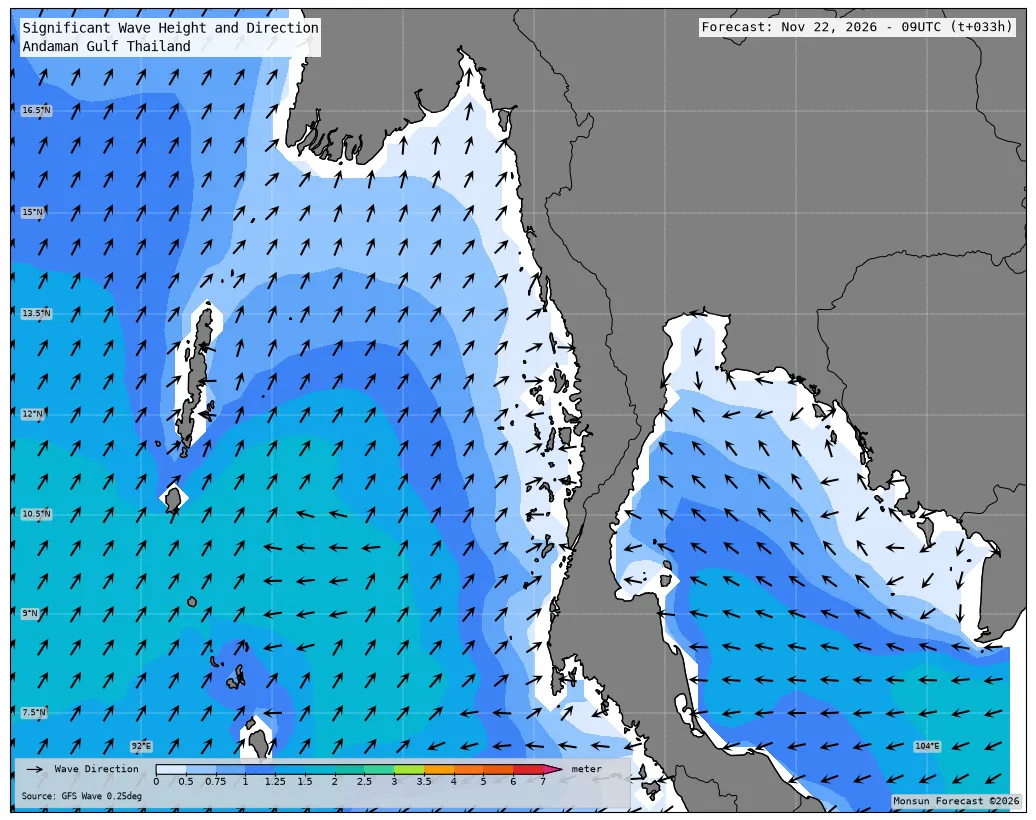 Significant Wave Height and Direction
Andaman Gulf Thailand
Forecast: Nov 22, 2026 - 09UTC (t+033h)
16.5°N
15°N
13.5°N
12°N
10.5°N
9°N
7.5°N
92°E
104°E
Wave Direction
meter
0 0.5 0.75 1 1.25 1.5 2 2.5 3 3.5 4 5 6 7
Source: GFS Wave 0.25deg
Monsun Forecast ©2026